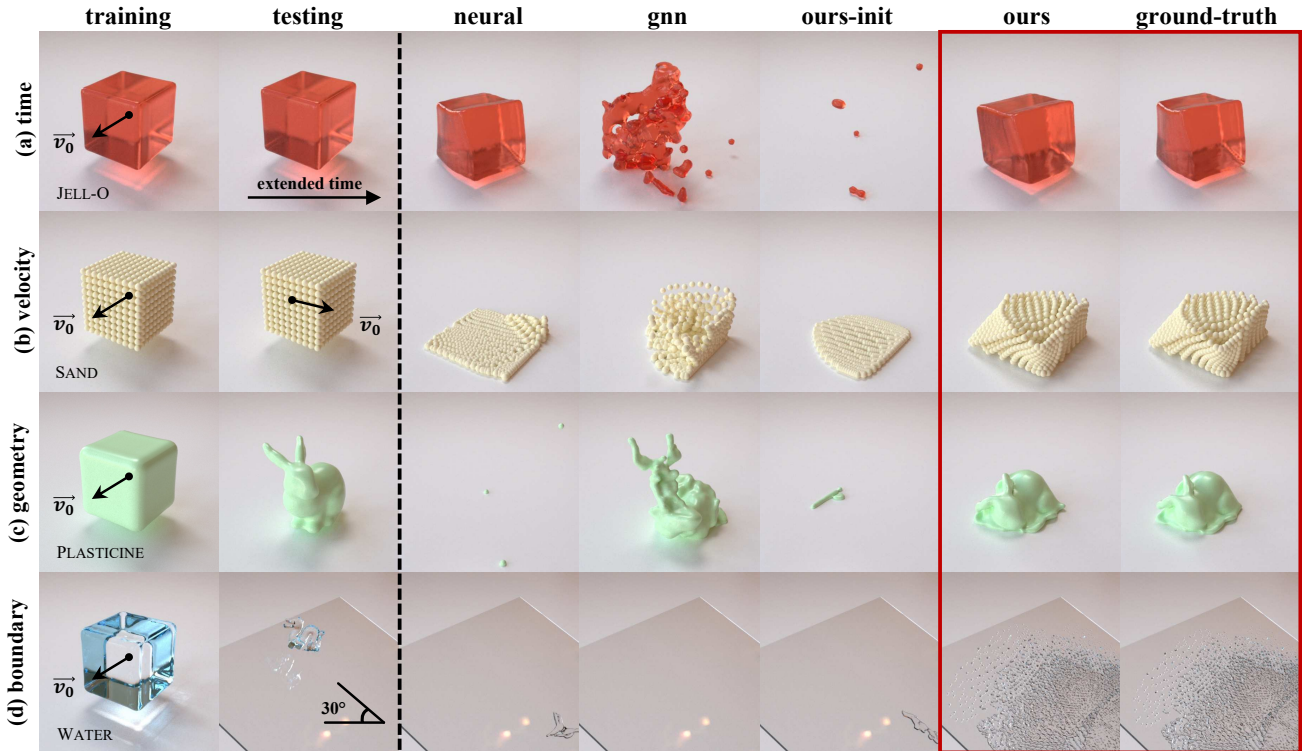 training testing neural gnn ours-init ours ground-truth
(a) time
v₀
JELL-O
extended time
(b) velocity
v₀
v₀
SAND
(c) geometry
v₀
PLASTICINE
(d) boundary
v₀
30°
WATER